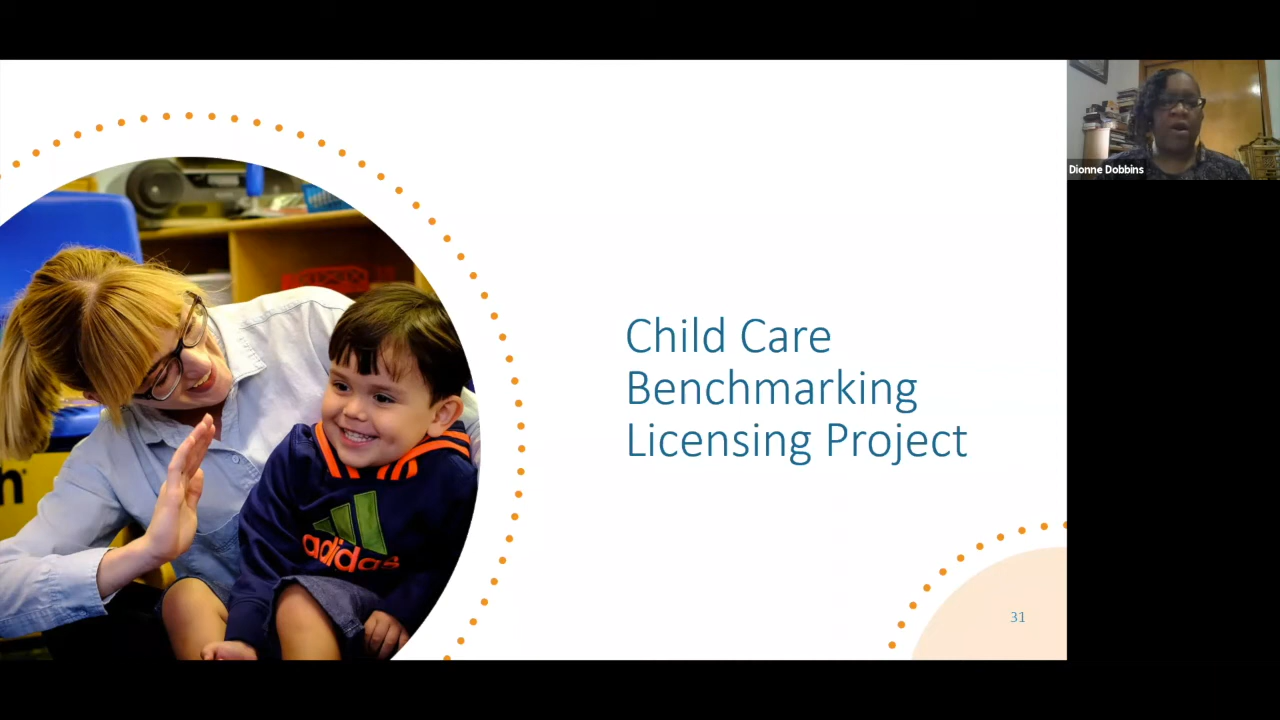 Child Care
Benchmarking
Licensing Project
31
Dionne Dobbins
adidas
h